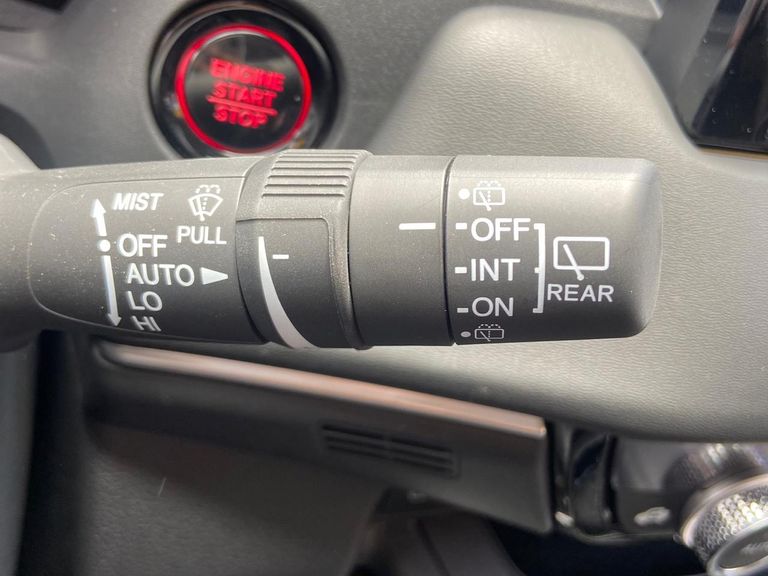 ENGINE
START
STOP
MIST
OFF
PULL
AUTO
LO
HI
OFF
INT
ON
REAR